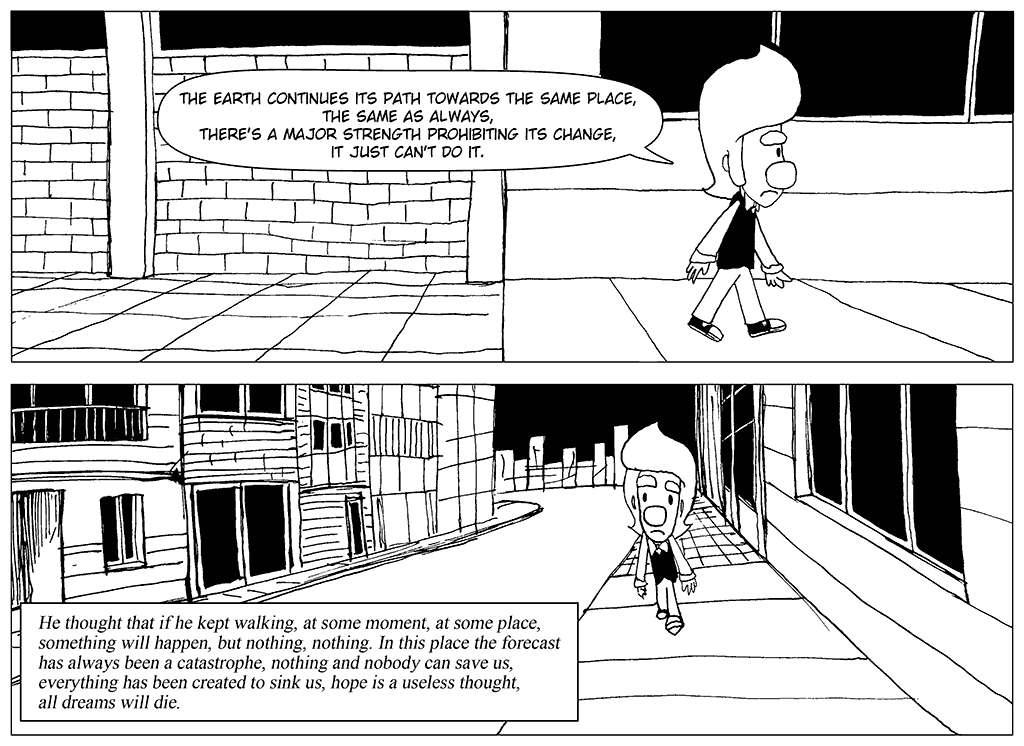 THE EARTH CONTINUES ITS PATH TOWARDS THE SAME PLACE,
THE SAME AS ALWAYS,
THERE'S A MAJOR STRENGTH PROHIBITING ITS CHANGE,
IT JUST CAN'T DO IT.
He thought that if he kept walking, at some moment, at some place,
something will happen, but nothing, nothing. In this place the forecast
has always been a catastrophe, nothing and nobody can save us,
everything has been created to sink us, hope is a useless thought,
all dreams will die.